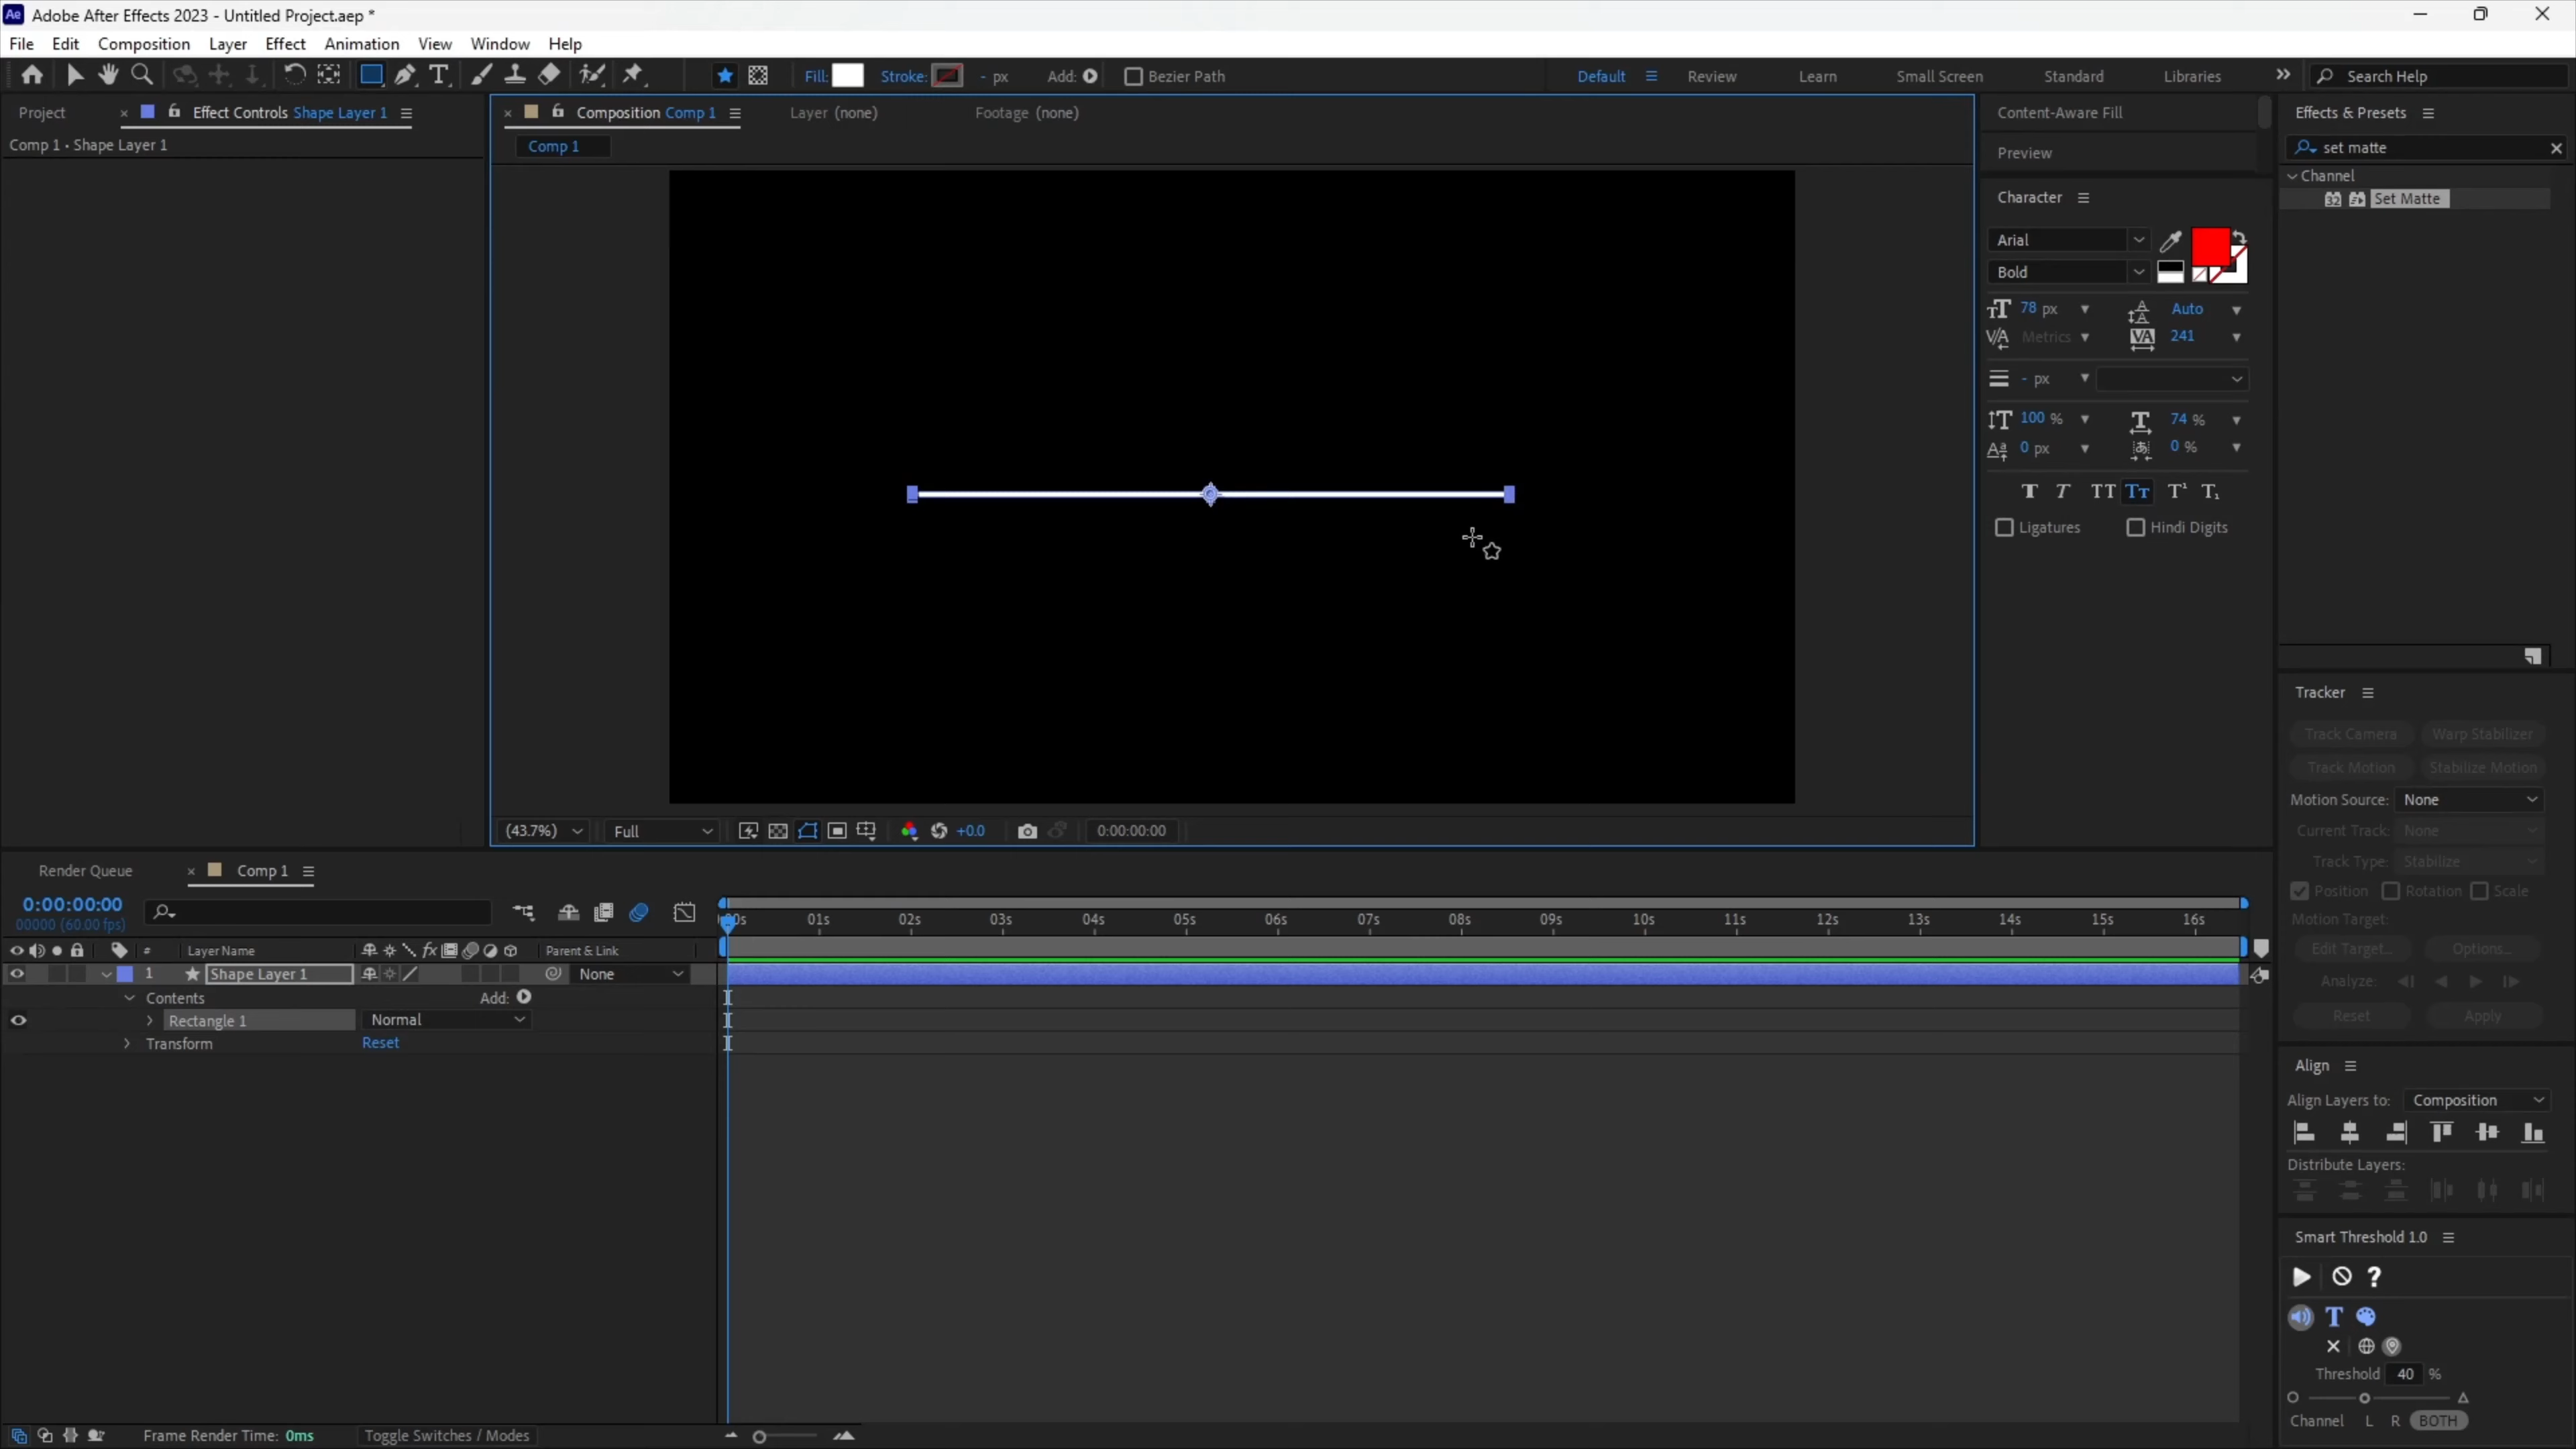 Adobe After Effects 2023 - Untitled Project.aep *
File Edit Composition Layer Effect Animation View Window Help
Fill: Stroke: - px Add: Bezier Path Default Review Learn Small Screen Standard Libraries Search Help
Project Effect Controls Shape Layer 1
Comp 1 • Shape Layer 1
Composition Comp 1 Layer (none) Footage (none)
Comp 1
(43.7%) Full +0.0 0:00:00:00
Content-Aware Fill
Preview
Character
Arial
Bold
78 px Auto
Metrics 241
- px
100 % 74 %
0 px 0 %
Ligatures Hindi Digits
Effects & Presets
set matte
Channel
32 Set Matte
Tracker
Track Camera Warp Stabilizer
Track Motion Stabilize Motion
Motion Source: None
Current Track: None
Track Type: Stabilize
Position Rotation Scale
Motion Target:
Edit Target... Options...
Analyze:
Reset Apply
Align
Align Layers to: Composition
Distribute Layers:
Smart Threshold 1.0
Threshold 40 %
Channel L R BOTH
Render Queue Comp 1
0:00:00:00
00000 (60.00 fps)
01s 02s 03s 04s 05s 06s 07s 08s 09s 10s 11s 12s 13s 14s 15s 16s
# Layer Name Parent & Link
1 Shape Layer 1 None
Contents Add:
Rectangle 1 Normal
Transform Reset
Frame Render Time: 0ms Toggle Switches / Modes